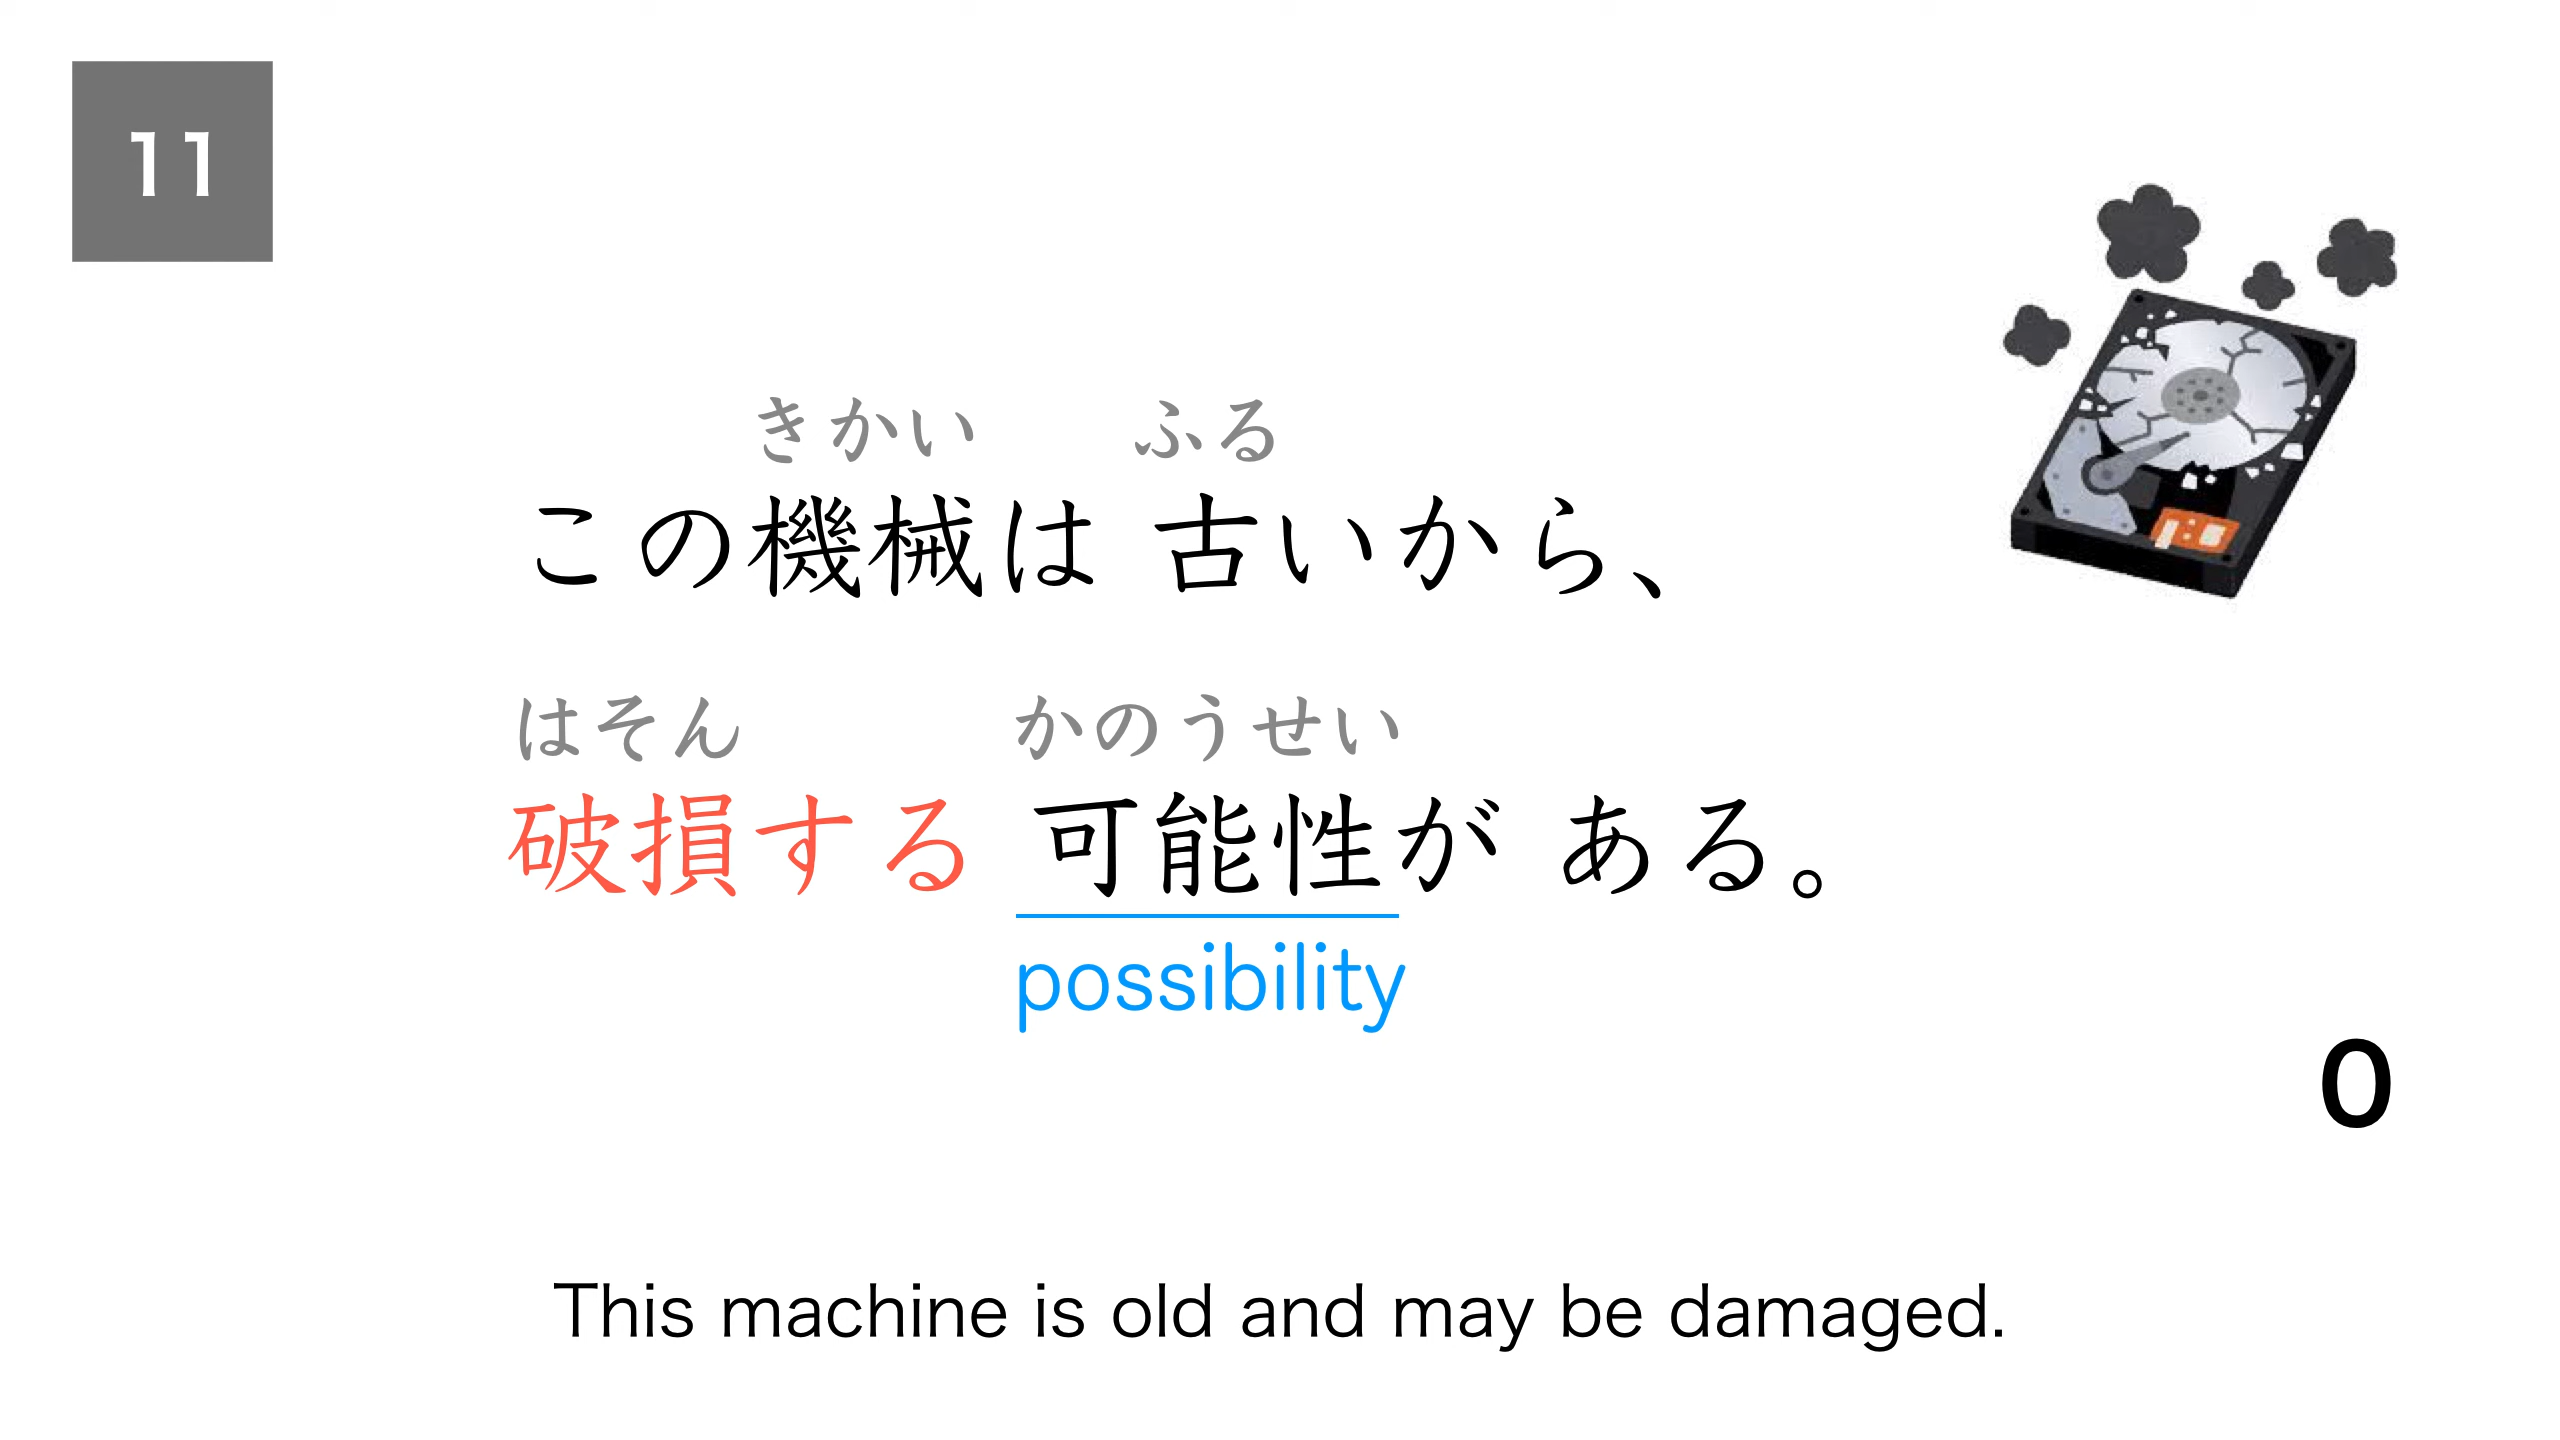 11
きかい ふる
この機械は 古いから、
はそん かのうせい
破損する 可能性が ある。
possibility
0
This machine is old and may be damaged.